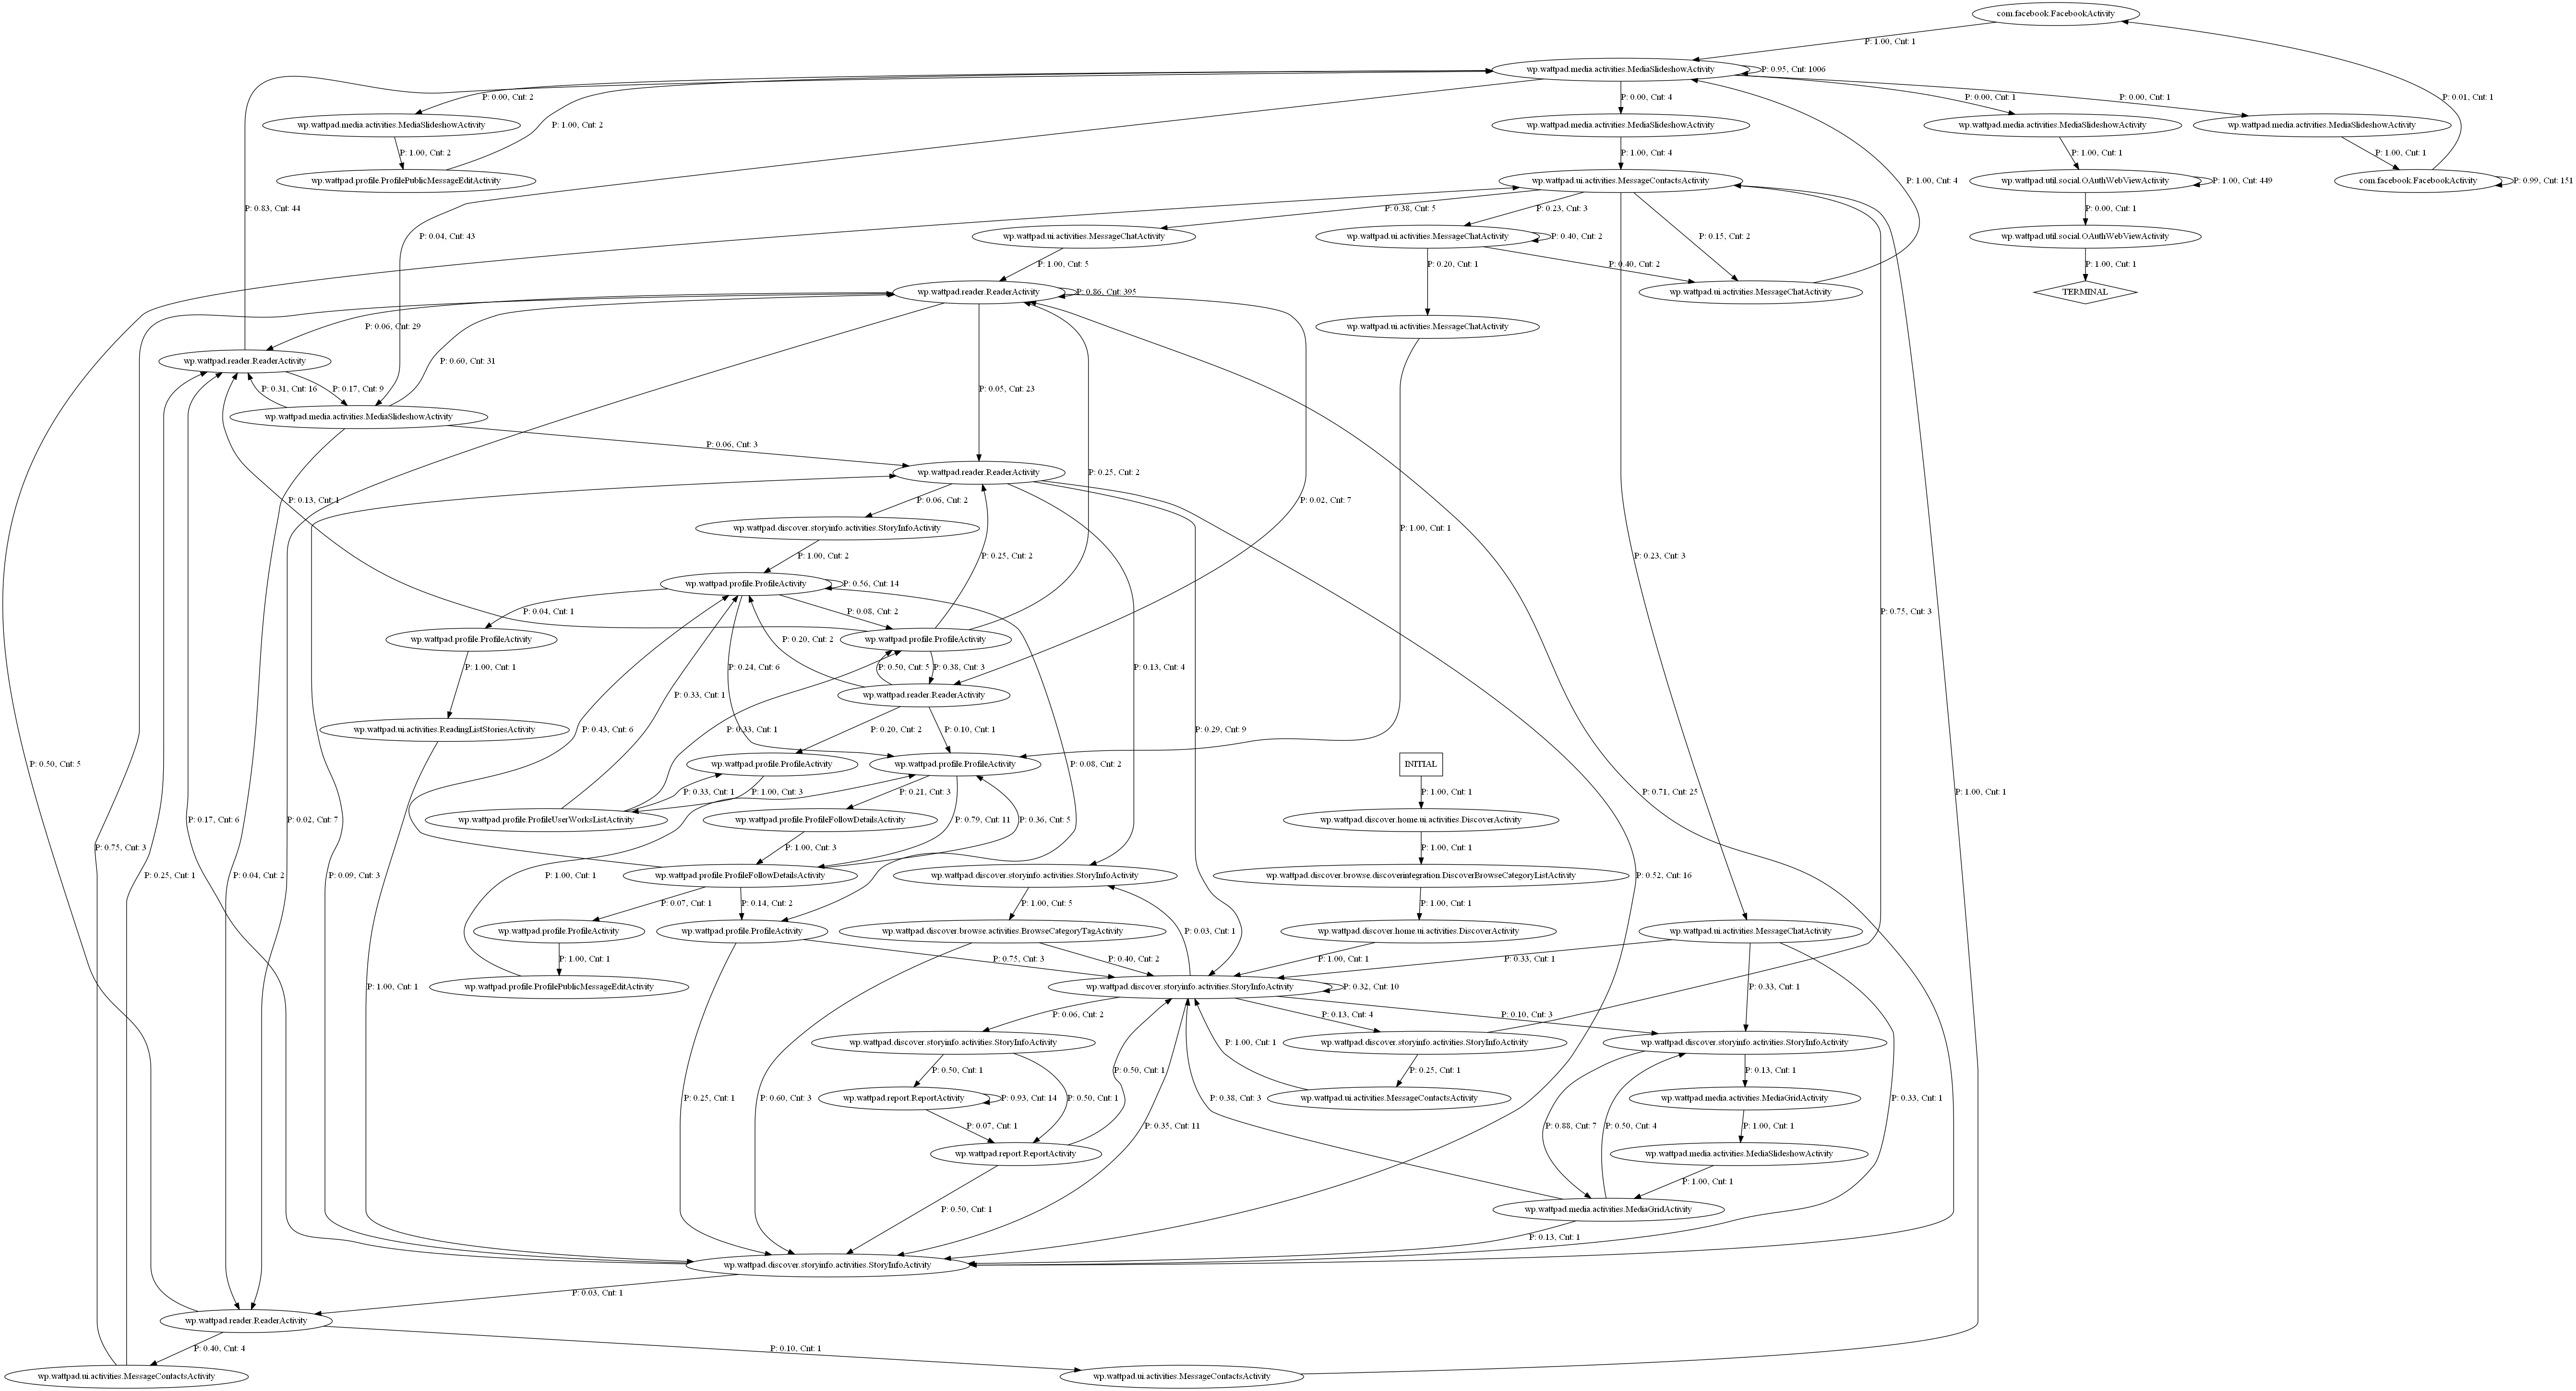 com.facebook.FacebookActivity
P: 1.00, Cnt: 1
wp.wattpad.media.activities.MediaSlideshowActivity
P: 0.95, Cnt: 1006
P: 0.00, Cnt: 2
P: 0.00, Cnt: 4
P: 0.00, Cnt: 1
P: 0.00, Cnt: 1
P: 0.01, Cnt: 1
wp.wattpad.media.activities.MediaSlideshowActivity
P: 1.00, Cnt: 2
wp.wattpad.media.activities.MediaSlideshowActivity
wp.wattpad.media.activities.MediaSlideshowActivity
wp.wattpad.media.activities.MediaSlideshowActivity
P: 1.00, Cnt: 2
P: 1.00, Cnt: 4
P: 1.00, Cnt: 1
P: 1.00, Cnt: 1
wp.wattpad.profile.ProfilePublicMessageEditActivity
wp.wattpad.ui.activities.MessageContactsActivity
P: 1.00, Cnt: 4
wp.wattpad.util.social.OAuthWebViewActivity
P: 1.00, Cnt: 449
com.facebook.FacebookActivity
P: 0.99, Cnt: 151
P: 0.83, Cnt: 44
P: 0.38, Cnt: 5
P: 0.23, Cnt: 3
P: 0.00, Cnt: 1
P: 0.04, Cnt: 43
wp.wattpad.ui.activities.MessageChatActivity
wp.wattpad.ui.activities.MessageChatActivity
P: 0.40, Cnt: 2
P: 0.15, Cnt: 2
wp.wattpad.util.social.OAuthWebViewActivity
P: 1.00, Cnt: 5
P: 0.20, Cnt: 1
P: 0.40, Cnt: 2
P: 1.00, Cnt: 1
wp.wattpad.reader.ReaderActivity
P: 0.86, Cnt: 395
wp.wattpad.ui.activities.MessageChatActivity
TERMINAL
P: 0.06, Cnt: 29
wp.wattpad.ui.activities.MessageChatActivity
wp.wattpad.reader.ReaderActivity
P: 0.60, Cnt: 31
P: 0.31, Cnt: 16
P: 0.17, Cnt: 9
P: 0.05, Cnt: 23
wp.wattpad.media.activities.MediaSlideshowActivity
P: 0.06, Cnt: 3
wp.wattpad.reader.ReaderActivity
P: 0.25, Cnt: 2
P: 0.13, Cnt: 1
P: 0.06, Cnt: 2
P: 0.02, Cnt: 7
wp.wattpad.discover.storyinfo.activities.StoryInfoActivity
P: 1.00, Cnt: 1
P: 1.00, Cnt: 2
P: 0.25, Cnt: 2
P: 0.23, Cnt: 3
wp.wattpad.profile.ProfileActivity
P: 0.56, Cnt: 14
P: 0.04, Cnt: 1
P: 0.08, Cnt: 2
P: 0.75, Cnt: 3
wp.wattpad.profile.ProfileActivity
P: 0.20, Cnt: 2
wp.wattpad.profile.ProfileActivity
P: 1.00, Cnt: 1
P: 0.24, Cnt: 6
P: 0.50, Cnt: 5
P: 0.38, Cnt: 3
P: 0.13, Cnt: 4
P: 0.33, Cnt: 1
wp.wattpad.reader.ReaderActivity
P: 0.43, Cnt: 6
wp.wattpad.ui.activities.ReadingListStoriesActivity
P: 0.33, Cnt: 1
P: 0.20, Cnt: 2
P: 0.10, Cnt: 1
P: 0.29, Cnt: 9
P: 0.50, Cnt: 5
wp.wattpad.profile.ProfileActivity
wp.wattpad.profile.ProfileActivity
P: 0.08, Cnt: 2
INITIAL
P: 0.33, Cnt: 1
P: 1.00, Cnt: 3
P: 0.21, Cnt: 3
P: 1.00, Cnt: 1
P: 0.71, Cnt: 25
P: 1.00, Cnt: 1
P: 0.17, Cnt: 6
P: 0.02, Cnt: 7
wp.wattpad.profile.ProfileUserWorksListActivity
wp.wattpad.profile.ProfileFollowDetailsActivity
P: 0.79, Cnt: 11
P: 0.36, Cnt: 5
wp.wattpad.discover.home.ui.activities.DiscoverActivity
P: 0.75, Cnt: 3
P: 1.00, Cnt: 3
P: 1.00, Cnt: 1
P: 0.25, Cnt: 1
P: 0.04, Cnt: 2
P: 0.09, Cnt: 3
P: 1.00, Cnt: 1
wp.wattpad.profile.ProfileFollowDetailsActivity
wp.wattpad.discover.storyinfo.activities.StoryInfoActivity
wp.wattpad.discover.browse.discoverintegration.DiscoverBrowseCategoryListActivity
P: 0.52, Cnt: 16
P: 0.07, Cnt: 1
P: 0.14, Cnt: 2
P: 1.00, Cnt: 5
P: 1.00, Cnt: 1
wp.wattpad.profile.ProfileActivity
wp.wattpad.profile.ProfileActivity
wp.wattpad.discover.browse.activities.BrowseCategoryTagActivity
P: 0.03, Cnt: 1
wp.wattpad.discover.home.ui.activities.DiscoverActivity
wp.wattpad.ui.activities.MessageChatActivity
P: 1.00, Cnt: 1
P: 0.75, Cnt: 3
P: 0.40, Cnt: 2
P: 1.00, Cnt: 1
P: 0.33, Cnt: 1
P: 1.00, Cnt: 1
wp.wattpad.profile.ProfilePublicMessageEditActivity
wp.wattpad.discover.storyinfo.activities.StoryInfoActivity
P: 0.32, Cnt: 10
P: 0.33, Cnt: 1
P: 0.06, Cnt: 2
P: 0.13, Cnt: 4
P: 0.10, Cnt: 3
wp.wattpad.discover.storyinfo.activities.StoryInfoActivity
P: 1.00, Cnt: 1
wp.wattpad.discover.storyinfo.activities.StoryInfoActivity
wp.wattpad.discover.storyinfo.activities.StoryInfoActivity
P: 0.50, Cnt: 1
P: 0.50, Cnt: 1
P: 0.25, Cnt: 1
P: 0.13, Cnt: 1
P: 0.25, Cnt: 1
P: 0.60, Cnt: 3
wp.wattpad.report.ReportActivity
P: 0.93, Cnt: 14
P: 0.50, Cnt: 1
P: 0.38, Cnt: 3
wp.wattpad.ui.activities.MessageContactsActivity
wp.wattpad.media.activities.MediaGridActivity
P: 0.33, Cnt: 1
P: 0.07, Cnt: 1
P: 0.35, Cnt: 11
P: 0.88, Cnt: 7
P: 0.50, Cnt: 4
P: 1.00, Cnt: 1
wp.wattpad.report.ReportActivity
wp.wattpad.media.activities.MediaSlideshowActivity
P: 1.00, Cnt: 1
P: 0.50, Cnt: 1
wp.wattpad.media.activities.MediaGridActivity
P: 0.13, Cnt: 1
wp.wattpad.discover.storyinfo.activities.StoryInfoActivity
P: 0.03, Cnt: 1
wp.wattpad.reader.ReaderActivity
P: 0.40, Cnt: 4
P: 0.10, Cnt: 1
wp.wattpad.ui.activities.MessageContactsActivity
wp.wattpad.ui.activities.MessageContactsActivity